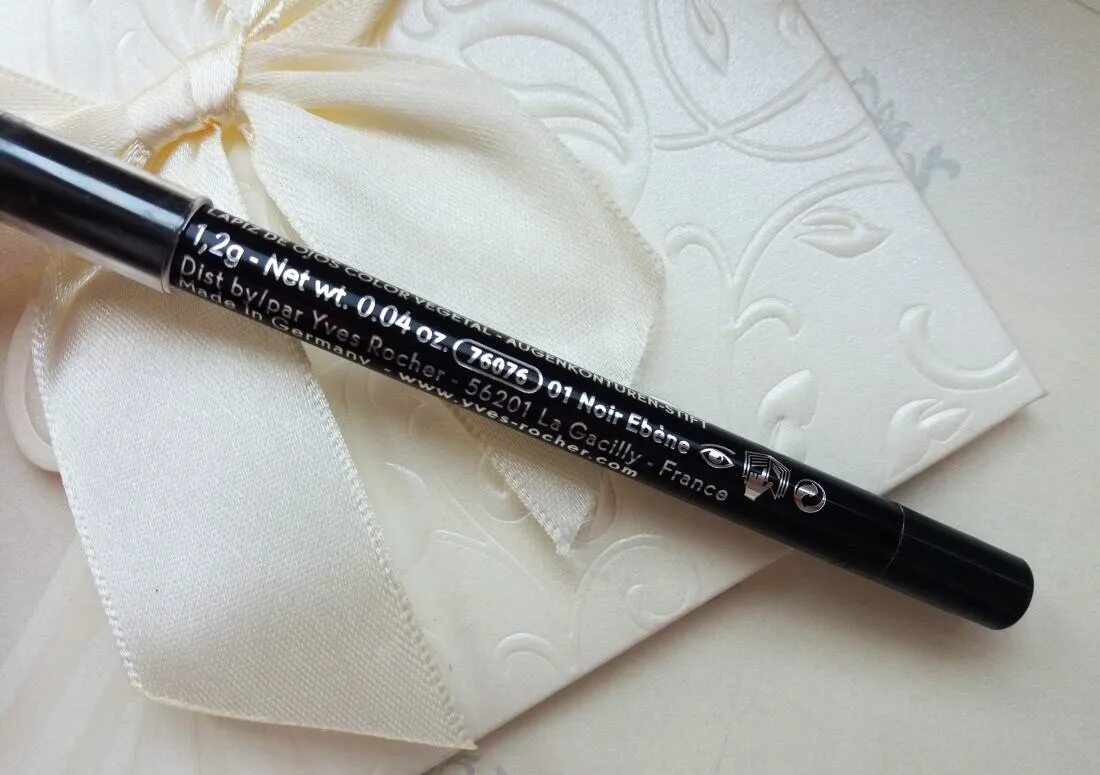 LÁPIZ DE OJOS COLOR VEGETAL - AUGENKONTUREN-STIFT
1,2g - Net wt. 0.04 oz. 76076 01 Noir Ebène
Dist by/par Yves Rocher - 56201 La Gacilly - France
Made in Germany - www.yves-rocher.com